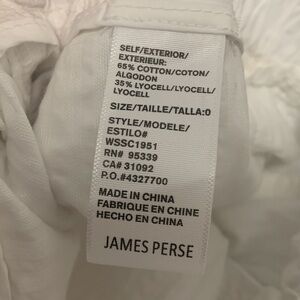 SELF/EXTERIOR/
EXTERIEUR:
65% COTTON/COTON/
ALGODON
35% LYOCELL/LYOCELL/
LYOCELL
SIZE/TAILLE/TALLA:0
STYLE/MODELE/
ESTILO#
WSSC1951
RN# 95339
CA# 31092
P.O.#4327700
MADE IN CHINA
FABRIQUE EN CHINE
HECHO EN CHINA
JAMES PERSE